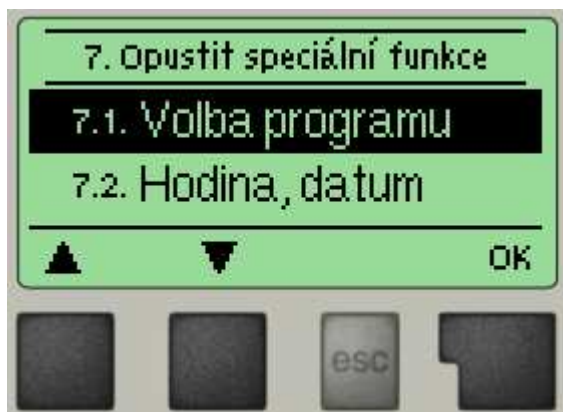 7. Opustit speciální funkce
7.1. Volba programu
7.2. Hodina, datum
▲ ▼ OK
esc